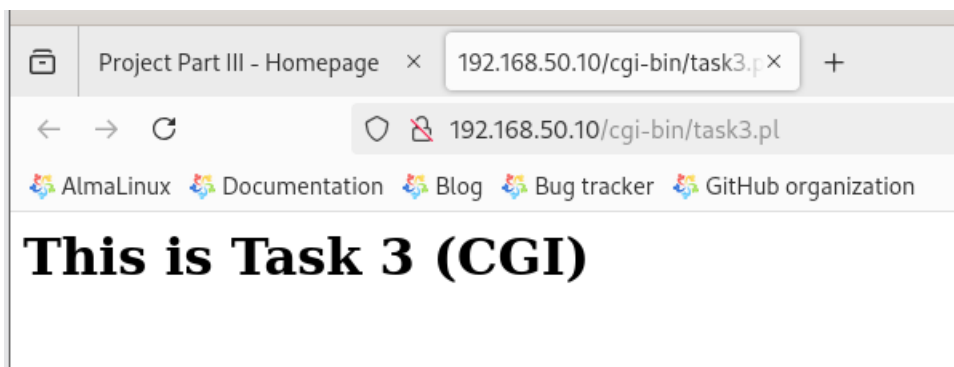 Project Part III - Homepage
192.168.50.10/cgi-bin/task3.p
192.168.50.10/cgi-bin/task3.pl
AlmaLinux Documentation Blog Bug tracker GitHub organization
This is Task 3 (CGI)